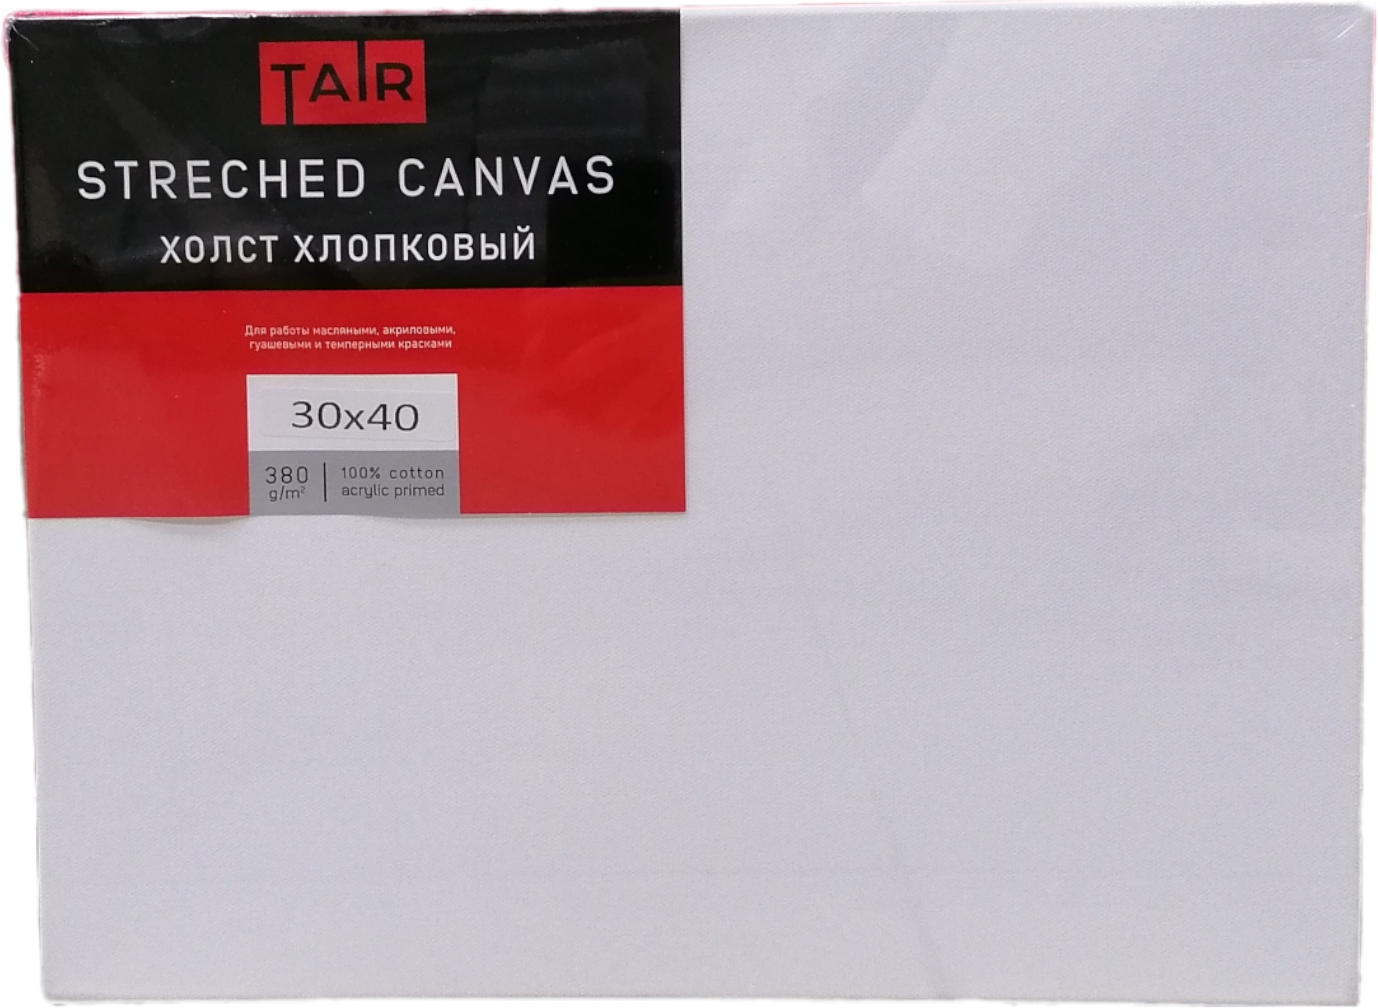 TAIR
STRECHED CANVAS
ХОЛСТ ХЛОПКОВЫЙ
Для работы масляными, акриловыми,
гуашевыми и темперными красками
30x40
380
g/m²
100% cotton
acrylic primed